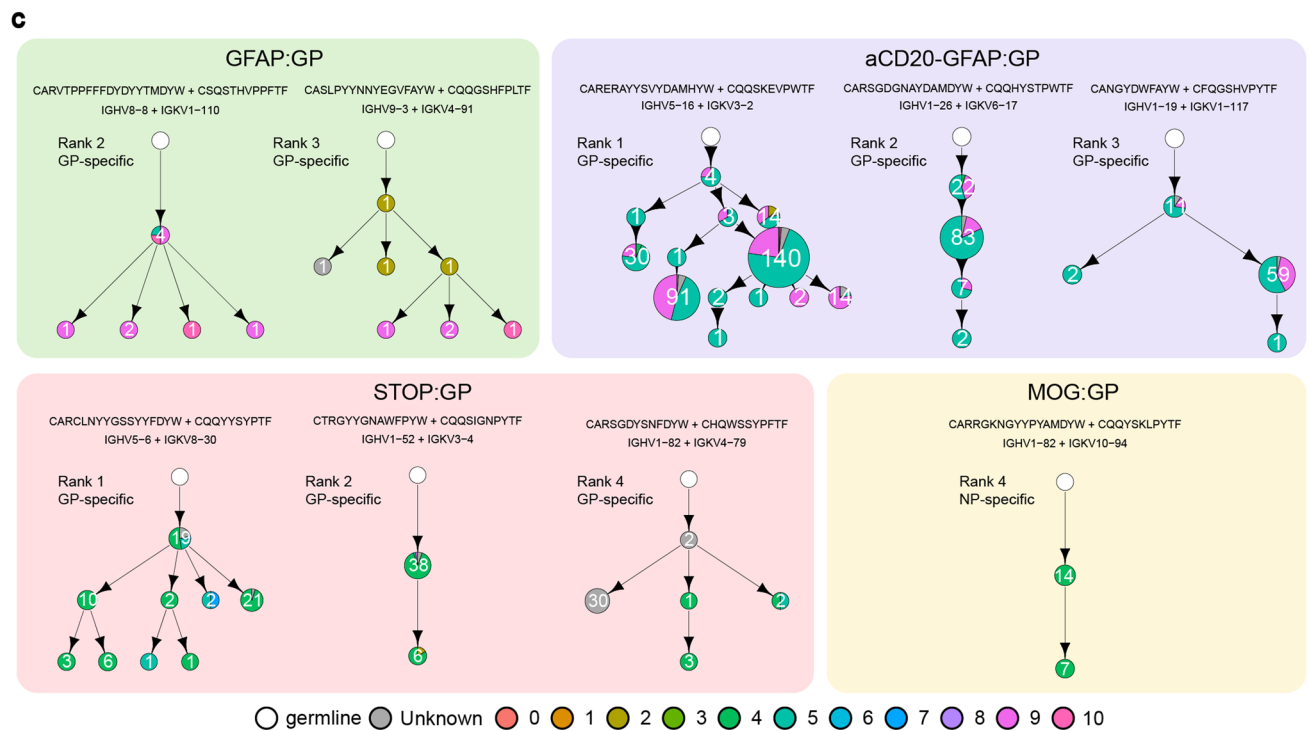 c
GFAP:GP
CARVTPPFFFDYDYYTMDYW + CSQSTHVPPFTF
IGHV8-8 + IGKV1-110
Rank 2
GP-specific
4
1
2
1
1
CASLPYYNNYEGVFAYW + CQQGSHFPLTF
IGHV9-3 + IGKV4-91
Rank 3
GP-specific
1
1
1
1
1
2
1
aCD20-GFAP:GP
CARERAYYSVYDAMHYW + CQQSKEVPWTF
IGHV5-16 + IGKV3-2
Rank 1
GP-specific
4
1
3
14
30
1
140
91
2
1
2
14
1
CARSGDGNAYDAMDYW + CQQHYSTPWTF
IGHV1-26 + IGKV6-17
Rank 2
GP-specific
22
83
7
2
CANGYDWFAYW + CFQGSHVPYTF
IGHV1-19 + IGKV1-117
Rank 3
GP-specific
11
2
59
1
STOP:GP
CARCLNYYGSSYYFDYW + CQQYYSYPTF
IGHV5-6 + IGKV8-30
Rank 1
GP-specific
19
10
2
2
21
3
6
1
1
CTRGYYGNAWFPYW + CQQSIGNPYTF
IGHV1-52 + IGKV3-4
Rank 2
GP-specific
38
6
CARSGDYSNFDYW + CHQWSSYPFTF
IGHV1-82 + IGKV4-79
Rank 4
GP-specific
2
30
1
2
3
MOG:GP
CARRGKNGYYPYAMDYW + CQQYSKLPYTF
IGHV1-82 + IGKV10-94
Rank 4
NP-specific
14
7
germline Unknown 0 1 2 3 4 5 6 7 8 9 10